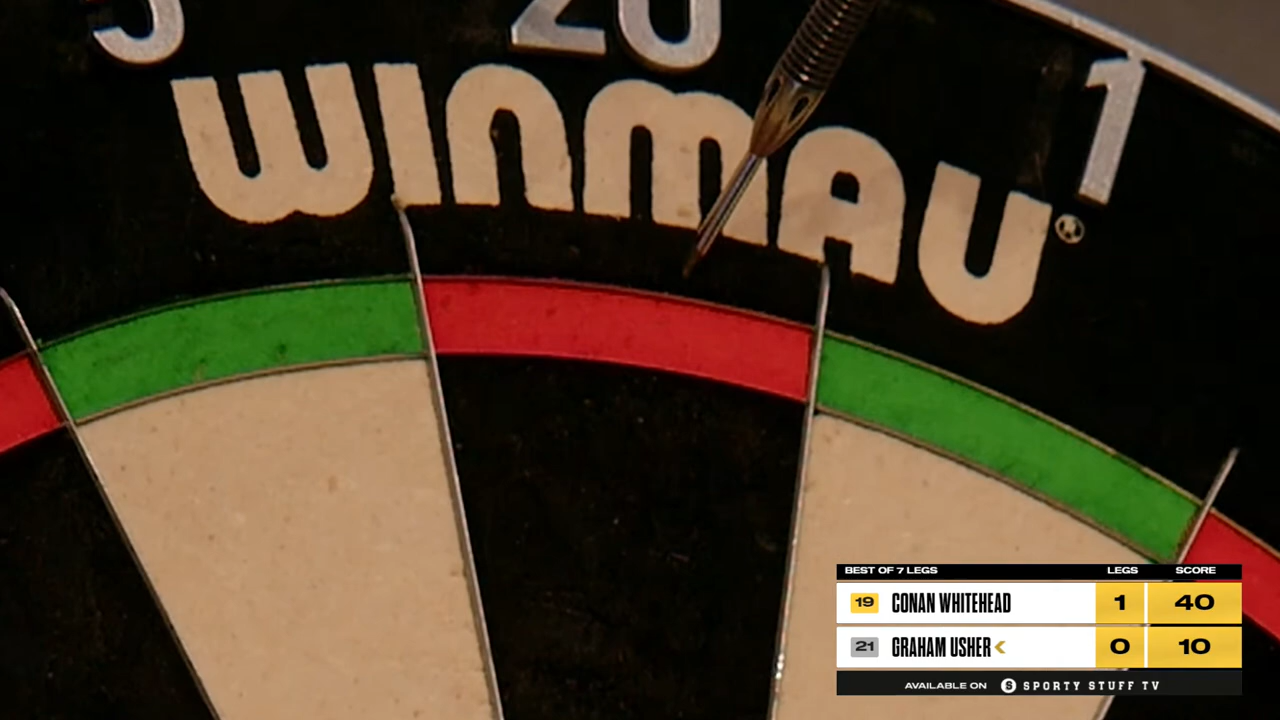 5 20 1
WINMAU
BEST OF 7 LEGS LEGS SCORE
19 CONAN WHITEHEAD 1 40
21 GRAHAM USHER 0 10
AVAILABLE ON S SPORTY STUFF TV